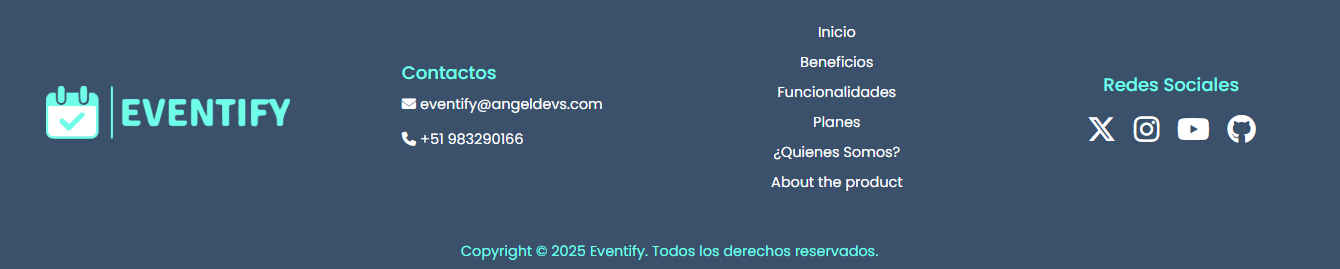 EVENTIFY
Contactos
eventify@angeldevs.com
+51 983290166
Inicio
Beneficios
Funcionalidades
Planes
¿Quienes Somos?
About the product
Redes Sociales
Copyright © 2025 Eventify. Todos los derechos reservados.